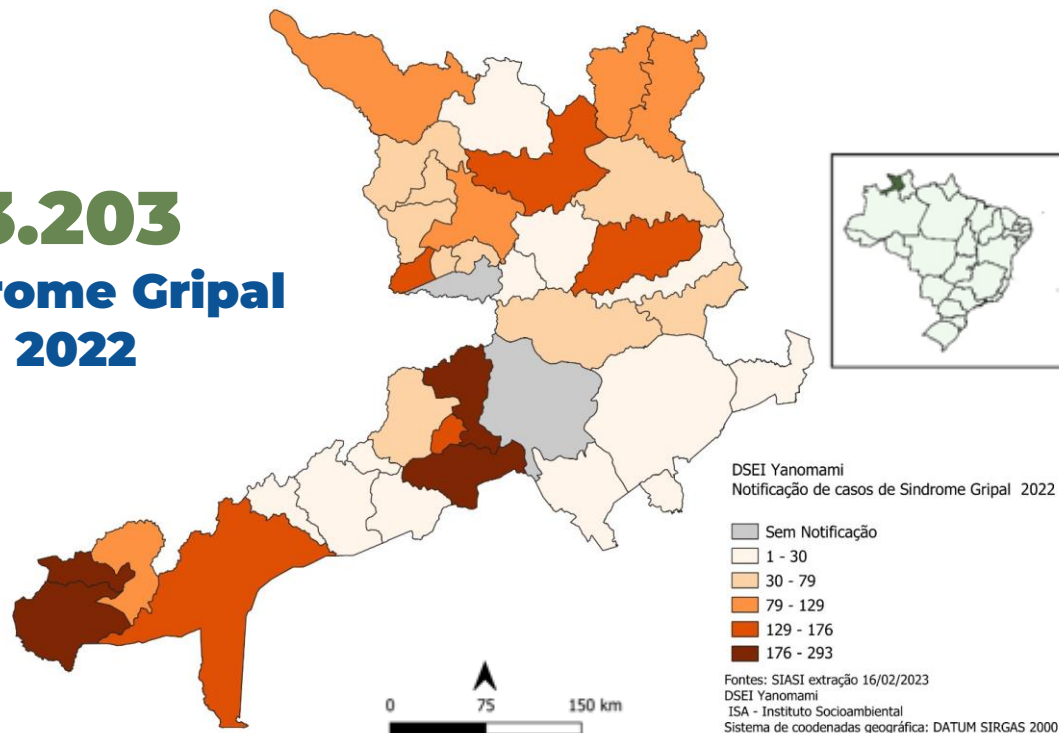 3.203
drome Gripal
2022
DSEI Yanomami
Notificação de casos de Sindrome Gripal 2022
Sem Notificação
1 - 30
30 - 79
79 - 129
129 - 176
176 - 293
0 75 150 km
Fontes: SIASI extração 16/02/2023
DSEI Yanomami
ISA - Instituto Socioambiental
Sistema de coodenadas geográfica: DATUM SIRGAS 2000